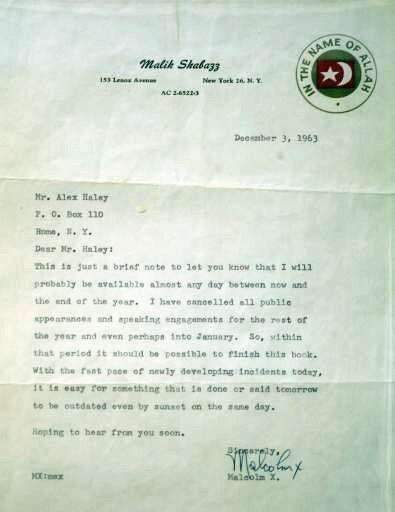 Malik Shabazz
153 Lenox Avenue New York 26, N. Y.
AC 2-6522-3
IN THE NAME OF ALLAH
December 3, 1963
Mr. Alex Haley
P. O. Box 110
Rome, N. Y.
Dear Mr. Haley:
This is just a brief note to let you know that I will
probably be available almost any day between now and
the end of the year. I have cancelled all public
appearances and speaking engagements for the rest of
the year and even perhaps into January. So, within
that period it should be possible to finish this book.
With the fast pace of newly developing incidents today,
it is easy for something that is done or said tomorrow
to be outdated even by sunset on the same day.
Hoping to hear from you soon.
Sincerely,
Malcolm X
MX:max
Malcolm X.